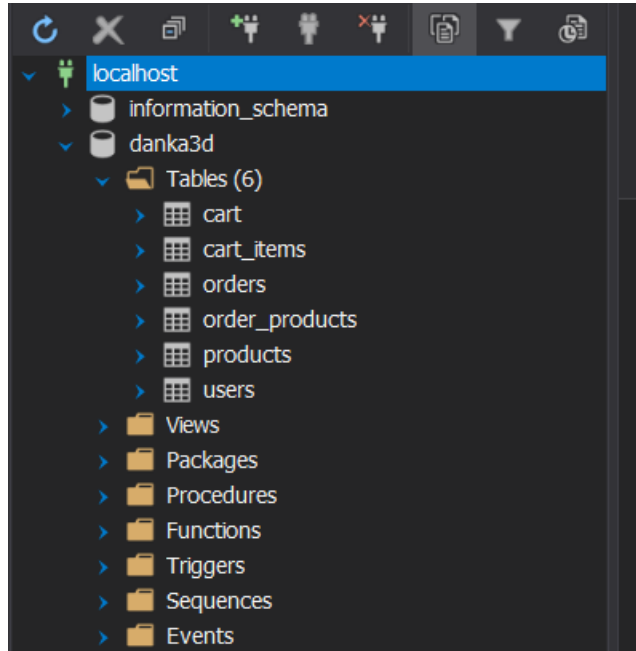 localhost
information_schema
danka3d
Tables (6)
cart
cart_items
orders
order_products
products
users
Views
Packages
Procedures
Functions
Triggers
Sequences
Events